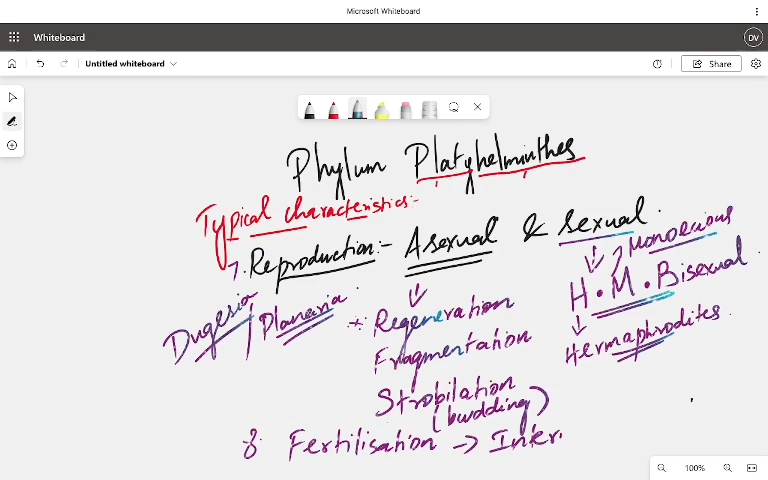 Microsoft Whiteboard
Whiteboard
DV
Untitled whiteboard
Share
Phylum Platyhelminthes
Typical characteristics:-
7. Reproduction:- Asexual & Sexual.
Monoecious
H.M.Bisexual
Hermaphrodites.
Dugesia / Planaria
Regeneration
Fragmentation
Strobilation
(budding)
8 Fertilisation → Inter
100%